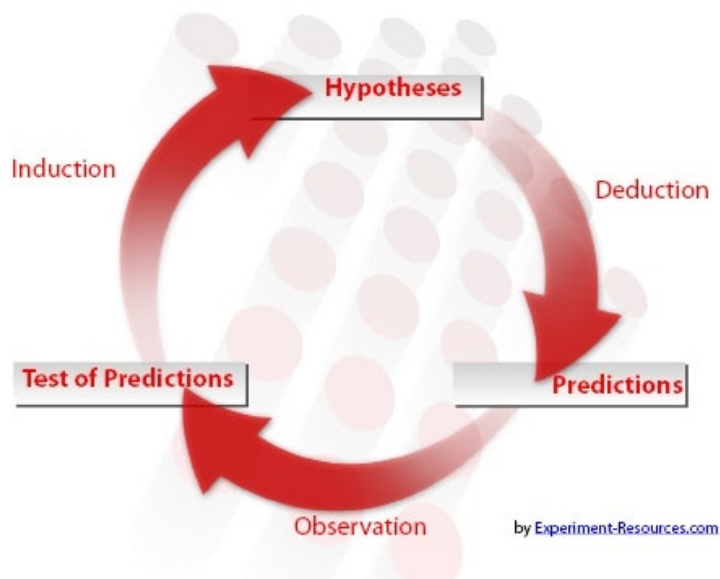 Hypotheses
Induction
Deduction
Test of Predictions
Predictions
Observation
by Experiment-Resources.com